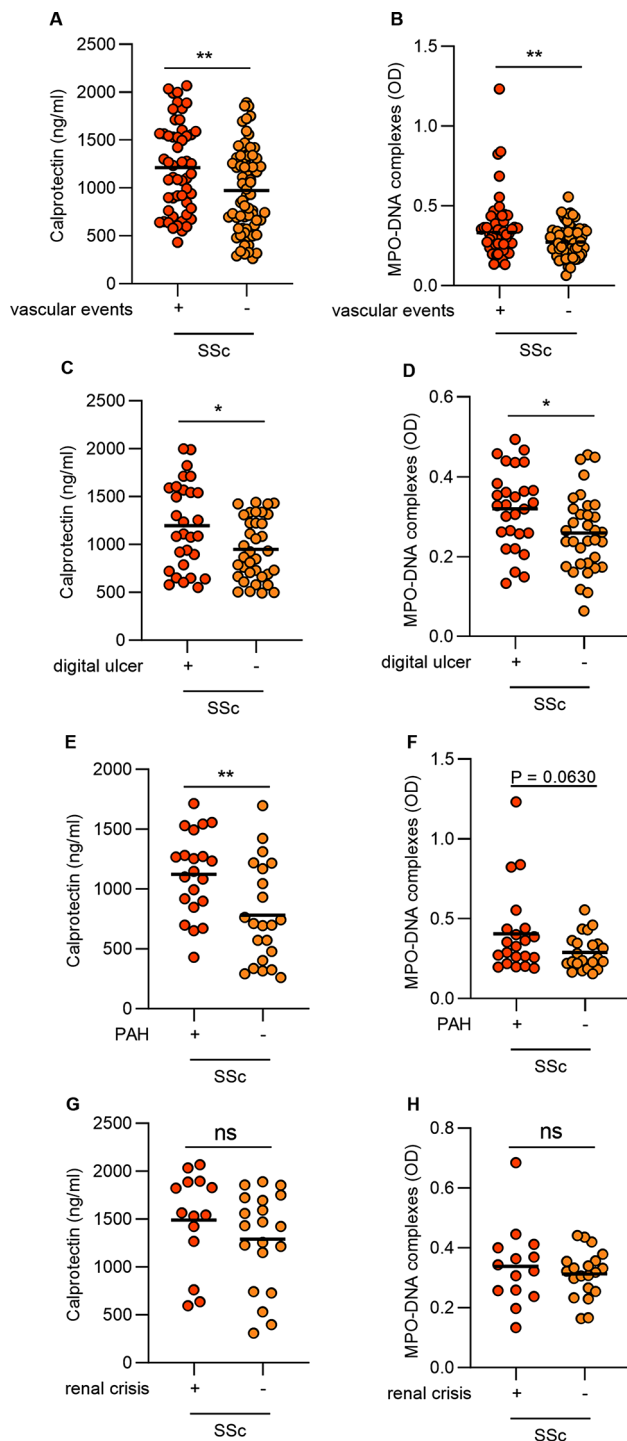 A
Calprotectin (ng/ml)
2500
2000
1500
1000
500
0
**
vascular events
+
-
SSc
B
MPO-DNA complexes (OD)
1.5
1.0
0.5
0.0
**
vascular events
+
-
SSc
C
Calprotectin (ng/ml)
2500
2000
1500
1000
500
0
*
digital ulcer
+
-
SSc
D
MPO-DNA complexes (OD)
0.6
0.4
0.2
0.0
*
digital ulcer
+
-
SSc
E
Calprotectin (ng/ml)
2000
1500
1000
500
0
**
PAH
+
-
SSc
F
MPO-DNA complexes (OD)
1.5
1.0
0.5
0.0
P = 0.0630
PAH
+
-
SSc
G
Calprotectin (ng/ml)
2500
2000
1500
1000
500
0
ns
renal crisis
+
-
SSc
H
MPO-DNA complexes (OD)
0.8
0.6
0.4
0.2
0.0
ns
renal crisis
+
-
SSc